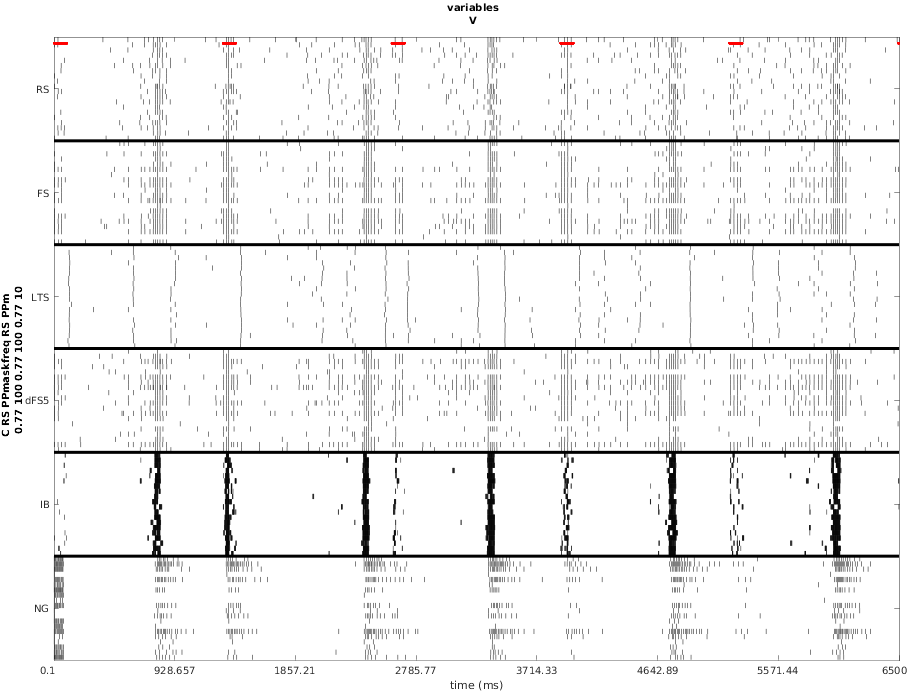 variables
V
RS
FS
LTS
dFS5
IB
NG
C RS PPmaskfreq RS PPm
0.77 100 0.77 100 0.77 10
0.1
928.657
1857.21
2785.77
3714.33
4642.89
5571.44
6500
time (ms)